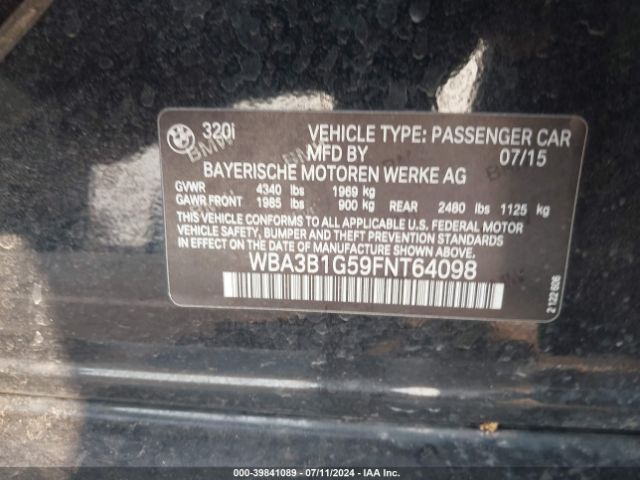 320i VEHICLE TYPE: PASSENGER CAR
MFD BY 07/15
BAYERISCHE MOTOREN WERKE AG
GVWR 4340 lbs 1969 kg
GAWR FRONT 1985 lbs 900 kg REAR 2480 lbs 1125 kg
THIS VEHICLE CONFORMS TO ALL APPLICABLE U.S. FEDERAL MOTOR
VEHICLE SAFETY, BUMPER, AND THEFT PREVENTION STANDARDS
IN EFFECT ON THE DATE OF MANUFACTURE SHOWN ABOVE.
WBA3B1G59FNT64098
2 122 606
000-39841089 - 07/11/2024 - IAA Inc.